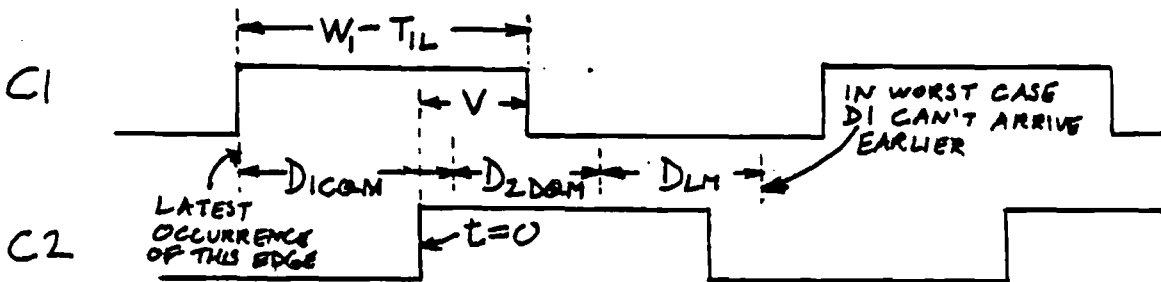 W₁ - T₁L
C1
V
IN WORST CASE
D1 CAN'T ARRIVE
EARLIER
D₁CQM
D₂DQM
DLM
LATEST
OCCURRENCE
OF THIS EDGE
t=0
C2